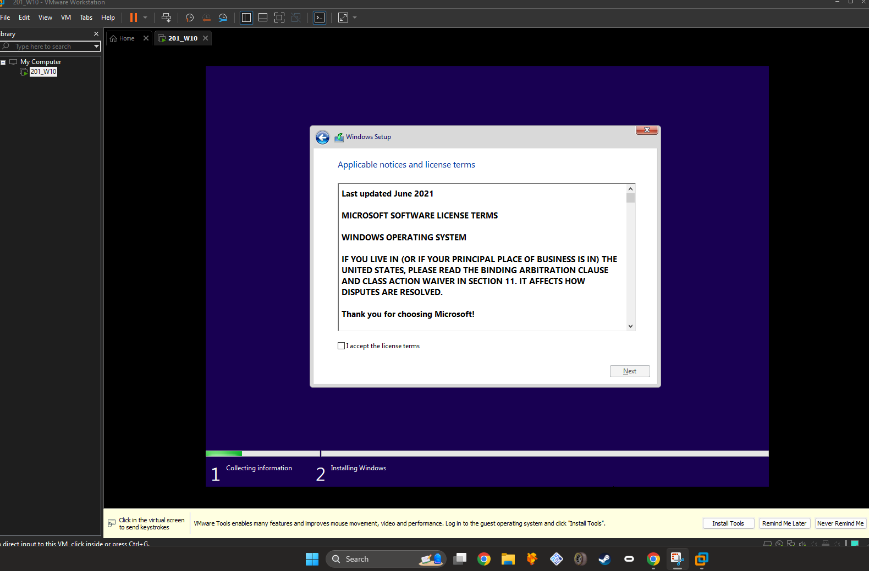 201_W10 - VMware Workstation
File Edit View VM Tabs Help
Home 201_W10
Type here to search
My Computer
201_W10
Windows Setup
Applicable notices and license terms
Last updated June 2021
MICROSOFT SOFTWARE LICENSE TERMS
WINDOWS OPERATING SYSTEM
IF YOU LIVE IN (OR IF YOUR PRINCIPAL PLACE OF BUSINESS IS IN) THE
UNITED STATES, PLEASE READ THE BINDING ARBITRATION CLAUSE
AND CLASS ACTION WAIVER IN SECTION 11. IT AFFECTS HOW
DISPUTES ARE RESOLVED.
Thank you for choosing Microsoft!
I accept the license terms
Next
1 Collecting information 2 Installing Windows
Click in the virtual screen
to send keystrokes
VMware Tools enables many features and improves mouse movement, video and performance. Log in to the guest operating system and click "Install Tools".
Install Tools Remind Me Later Never Remind Me
direct input to this VM, click inside or press Ctrl+G.
Search